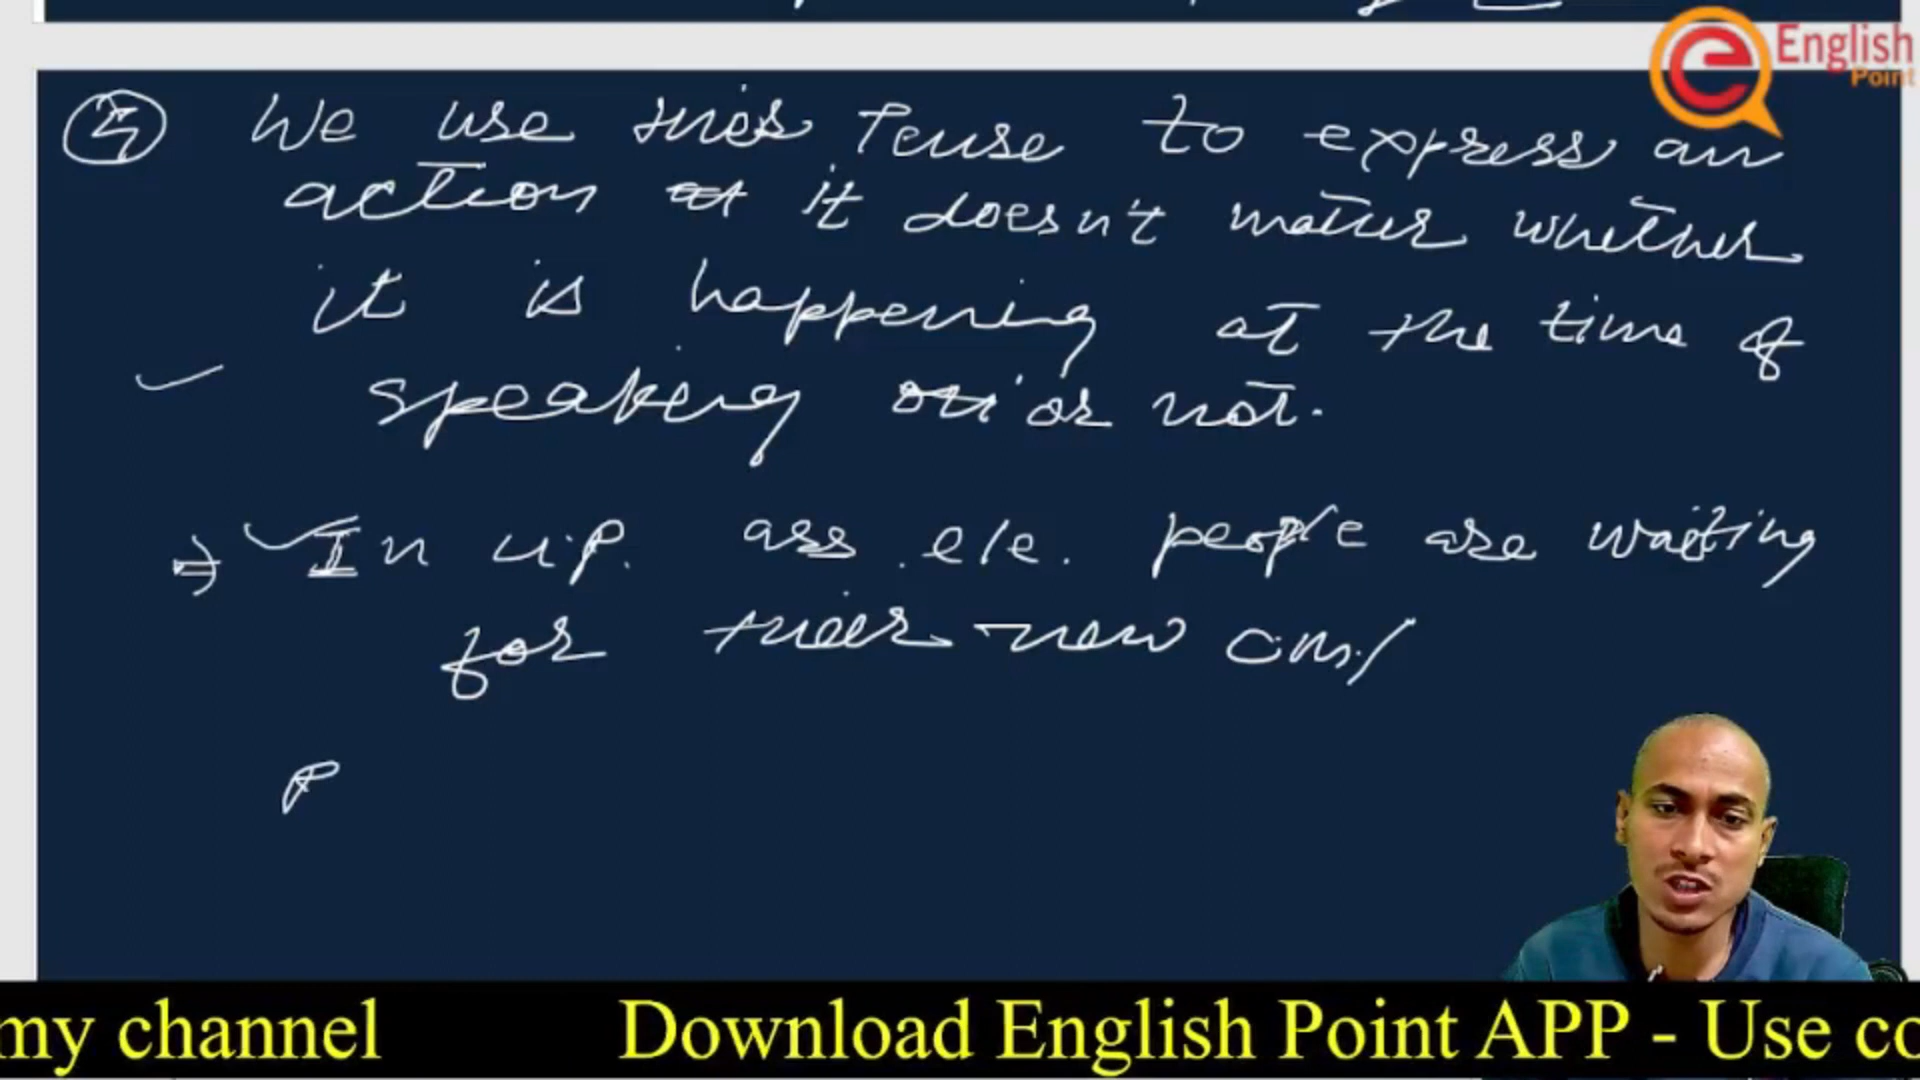 English
Point
④ We use this Tense to express an
action it doesn't matter whether
it is happening at the time of
speaking or not.
⇒ In U.P. ass. ele. people are waiting
for their new C.M./
P
my channel Download English Point APP - Use co